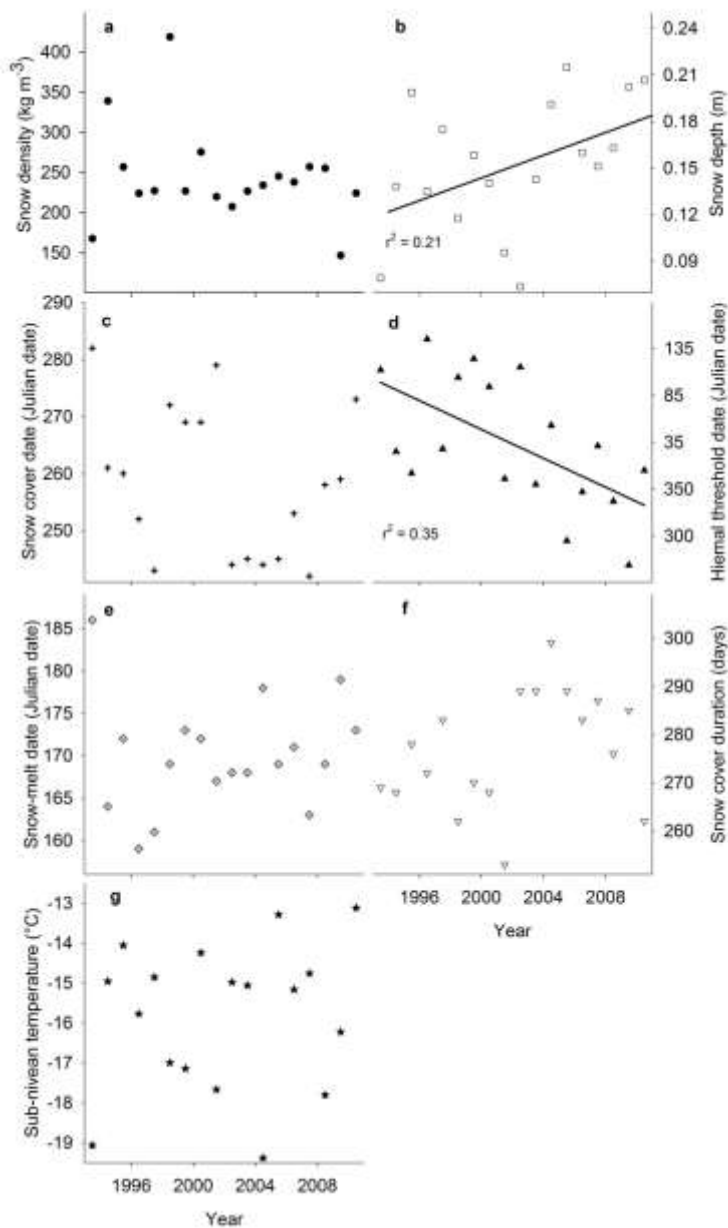 a
b
Snow density (kg m-3)
450
400
350
300
250
200
150
0.24
0.21
0.18
0.15
0.12
0.09
Snow depth (m)
r2 = 0.21
c
d
Snow cover date (Julian date)
290
280
270
260
250
135
85
35
350
300
Hiemal threshold date (Julian date)
r2 = 0.35
e
f
Snow-melt date (Julian date)
185
180
175
170
165
160
300
290
280
270
260
Snow cover duration (days)
1996 2000 2004 2008
Year
g
Sub-nivean temperature (°C)
-13
-14
-15
-16
-17
-18
-19
1996 2000 2004 2008
Year